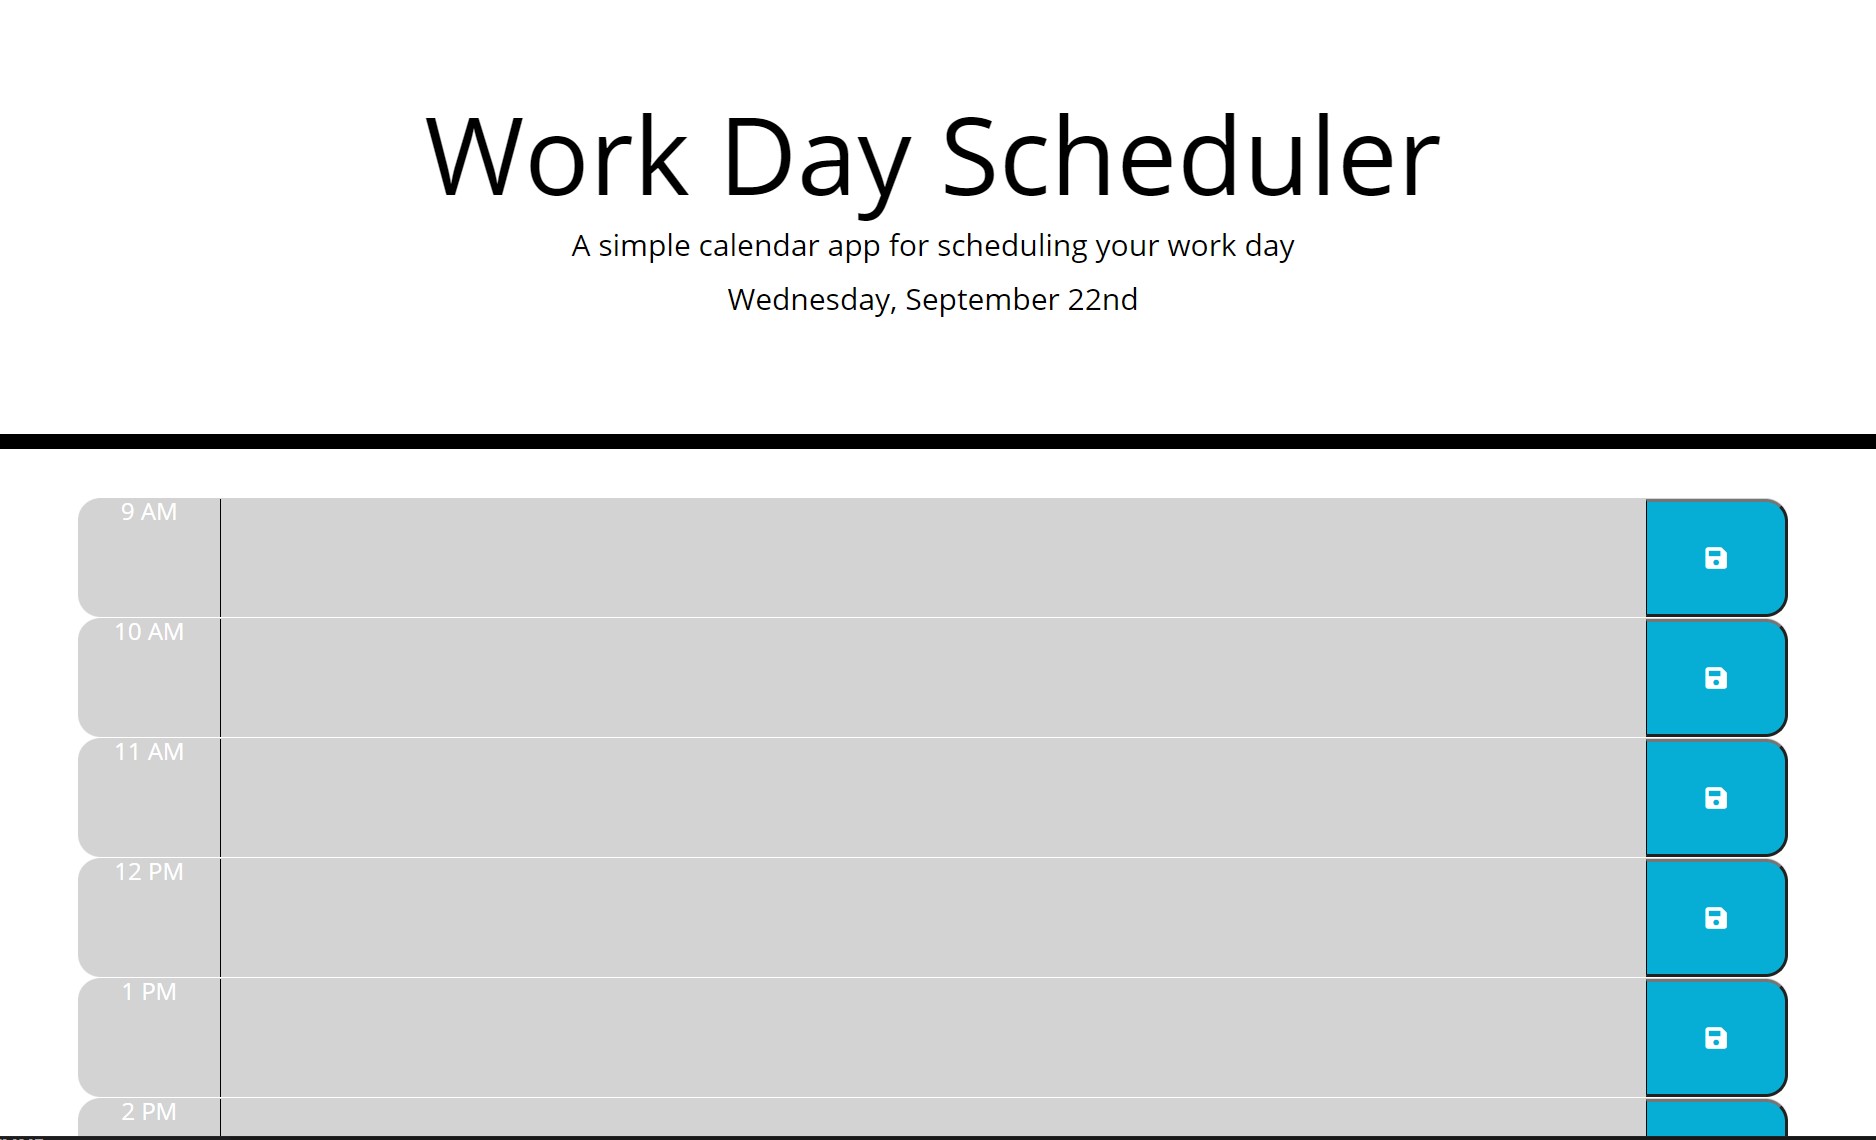 Work Day Scheduler
A simple calendar app for scheduling your work day
Wednesday, September 22nd
9 AM
10 AM
11 AM
12 PM
1 PM
2 PM